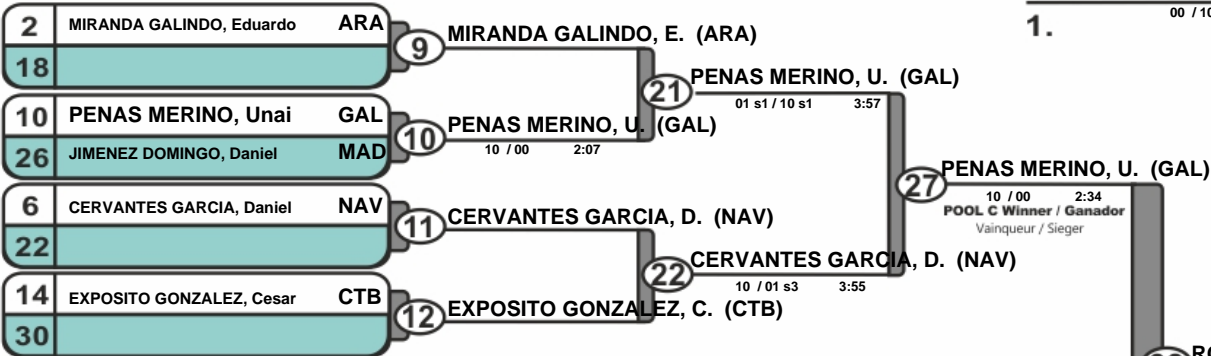 2 MIRANDA GALINDO, Eduardo ARA
18
10 PENAS MERINO, Unai GAL
26 JIMENEZ DOMINGO, Daniel MAD
6 CERVANTES GARCIA, Daniel NAV
22
14 EXPOSITO GONZALEZ, Cesar CTB
30
9 MIRANDA GALINDO, E. (ARA)
10 PENAS MERINO, U. (GAL)
10 / 00 2:07
11 CERVANTES GARCIA, D. (NAV)
12 EXPOSITO GONZALEZ, C. (CTB)
21 PENAS MERINO, U. (GAL)
01 s1 / 10 s1 3:57
22 CERVANTES GARCIA, D. (NAV)
10 / 01 s3 3:55
27 PENAS MERINO, U. (GAL)
10 / 00 2:34
POOL C Winner / Ganador
Vainqueur / Sieger
1.